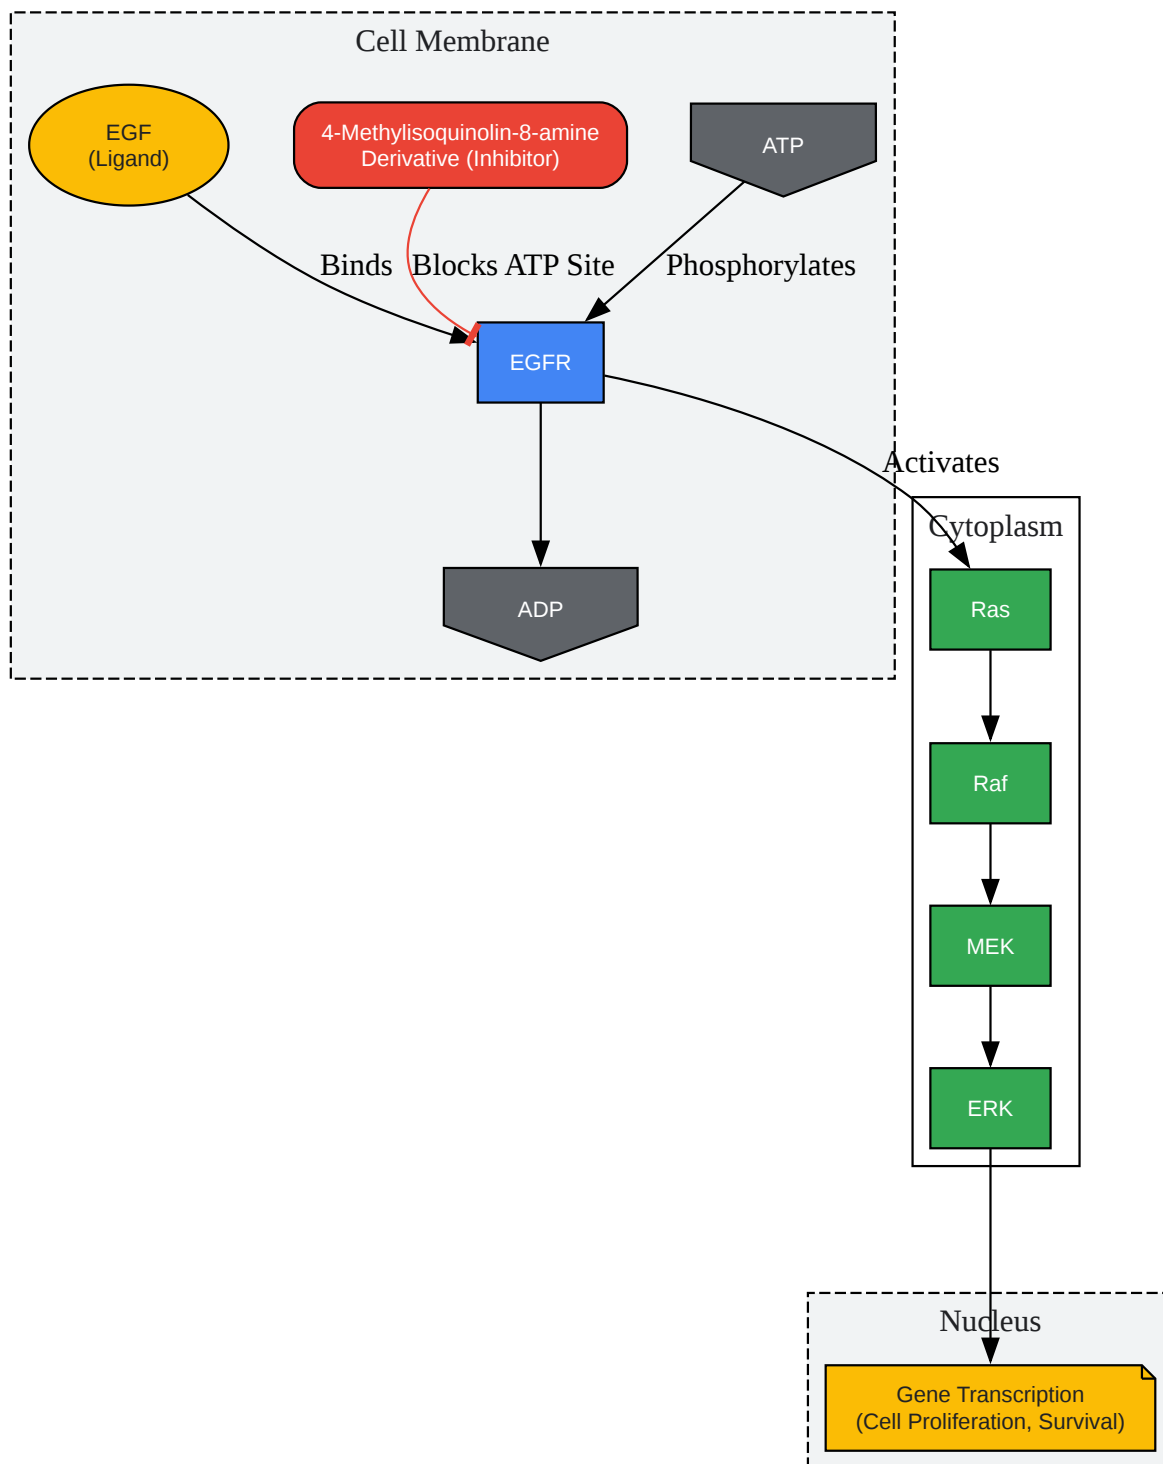 Cell Membrane
EGF
(Ligand)
4-Methylisoquinolin-8-amine
Derivative (Inhibitor)
ATP
Binds
Blocks ATP Site
Phosphorylates
EGFR
Activates
Cytoplasm
ADP
Ras
Raf
MEK
ERK
Nucleus
Gene Transcription
(Cell Proliferation, Survival)